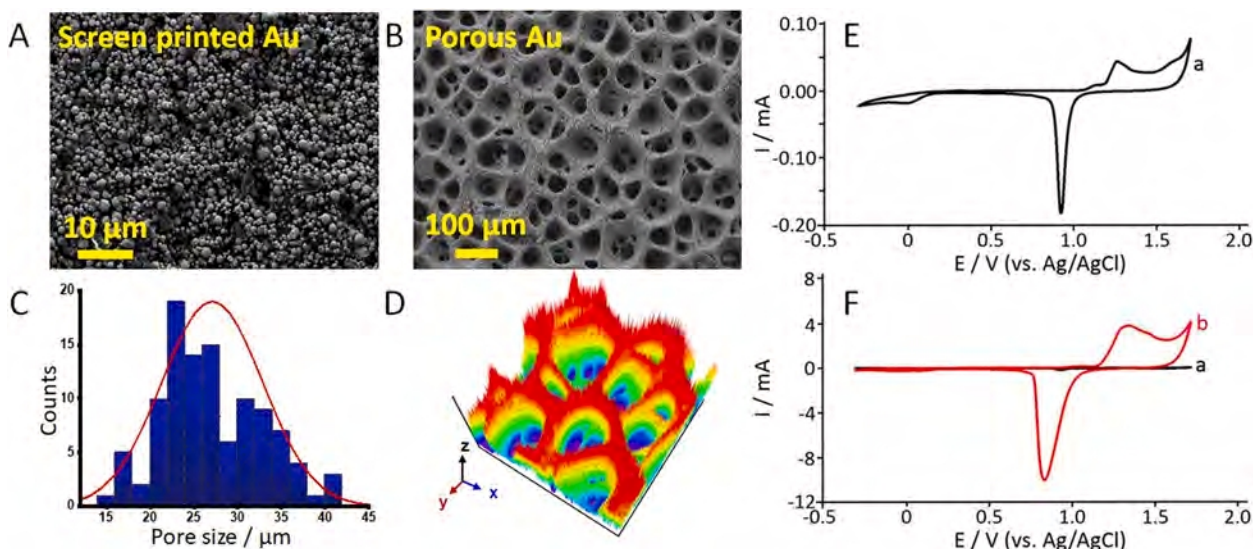 A
Screen printed Au
10 µm
B
Porous Au
100 µm
C
Counts
20
15
10
5
0
15
20
25
30
35
40
45
Pore size / µm
D
z
y
x
E
I / mA
0.10
0.00
-0.10
-0.20
a
-0.5
0
0.5
1.0
1.5
2.0
E / V (vs. Ag/AgCl)
F
I / mA
8
4
0
-4
-8
-12
b
a
-0.5
0
0.5
1.0
1.5
2.0
E / V (vs. Ag/AgCl)